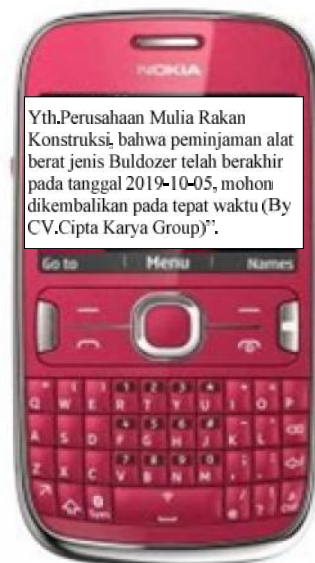 NOKIA
Yth.Perusahaan Mulia Rakan
Konstruksi, bahwa peminjaman alat
berat jenis Buldozer telah berakhir
pada tanggal 2019-10-05, mohon
dikembalikan pada tepat waktu (By
CV.Cipta Karya Group)”.
Go to Menu Names
Q W E R T Y U I O P
A S D F G H J K L
Z X C V B N M